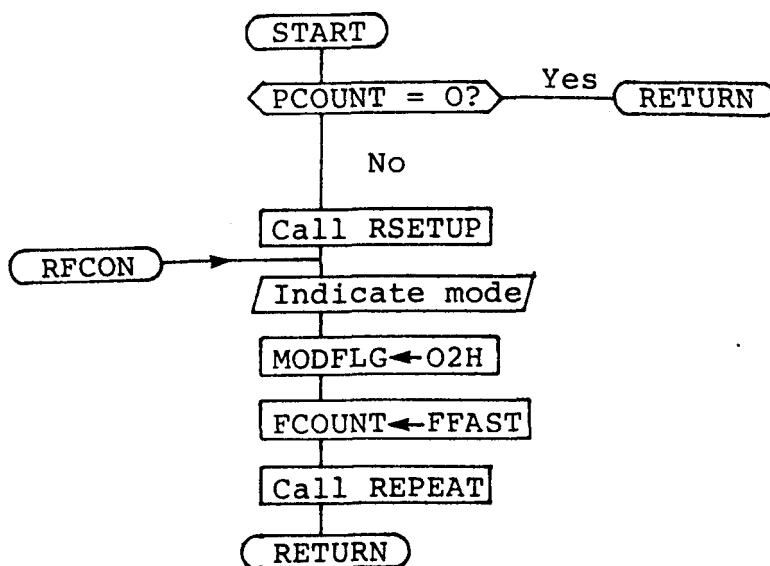 START
PCOUNT = 0? Yes RETURN
No
Call RSETUP
RFCON
Indicate mode
MODFLG←02H
FCOUNT←FFAST
Call REPEAT
RETURN